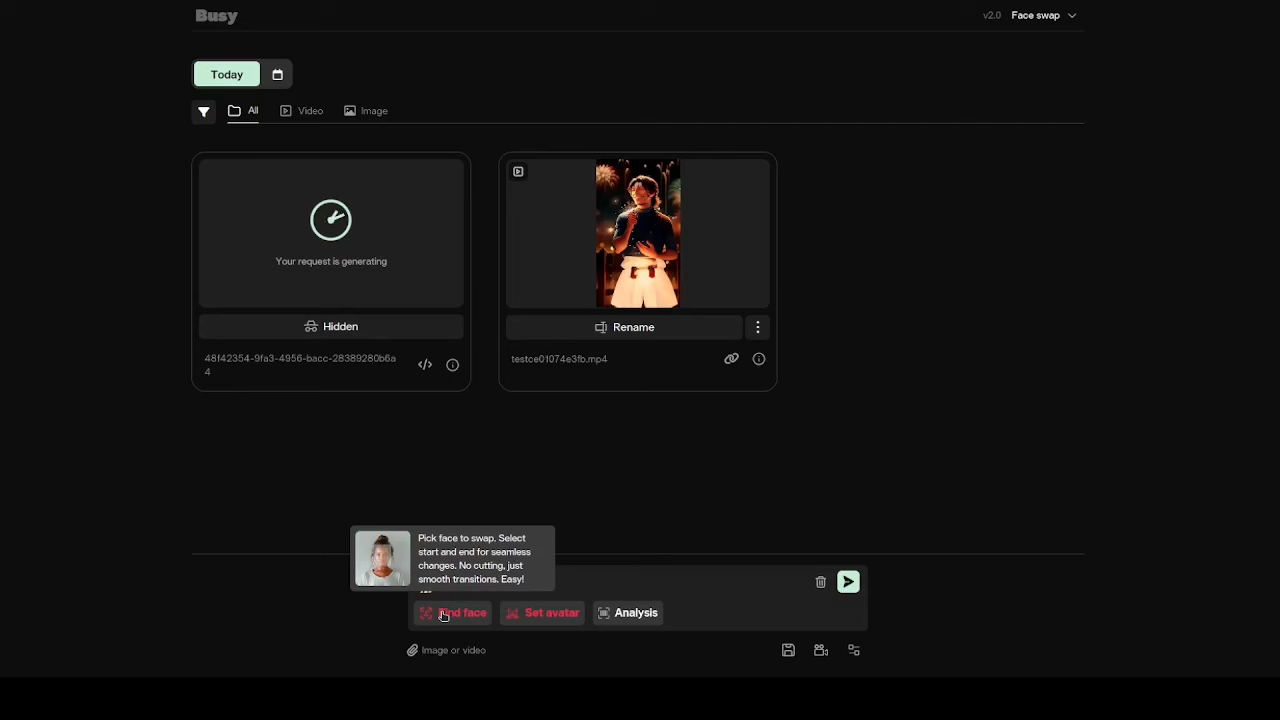 Busy
v2.0 Face swap
Today
All Video Image
Your request is generating
Hidden
Rename
48f42354-9fa3-4956-bacc-28389280b6a
4
testce01074e3fb.mp4
Pick face to swap. Select
start and end for seamless
changes. No cutting, just
smooth transitions. Easy!
Find face Set avatar Analysis
Image or video